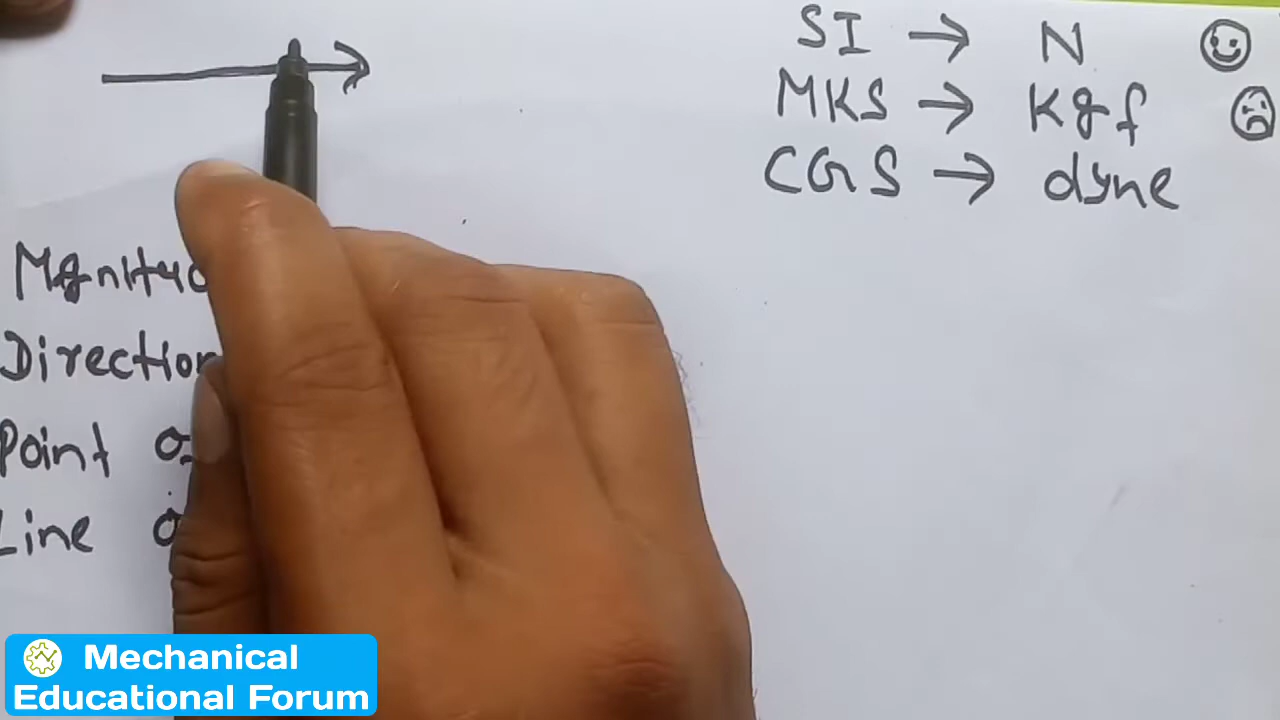 SI → N
MKS → Kgf
CGS → dyne
Direction
Point
Line
Mechanical
Educational Forum